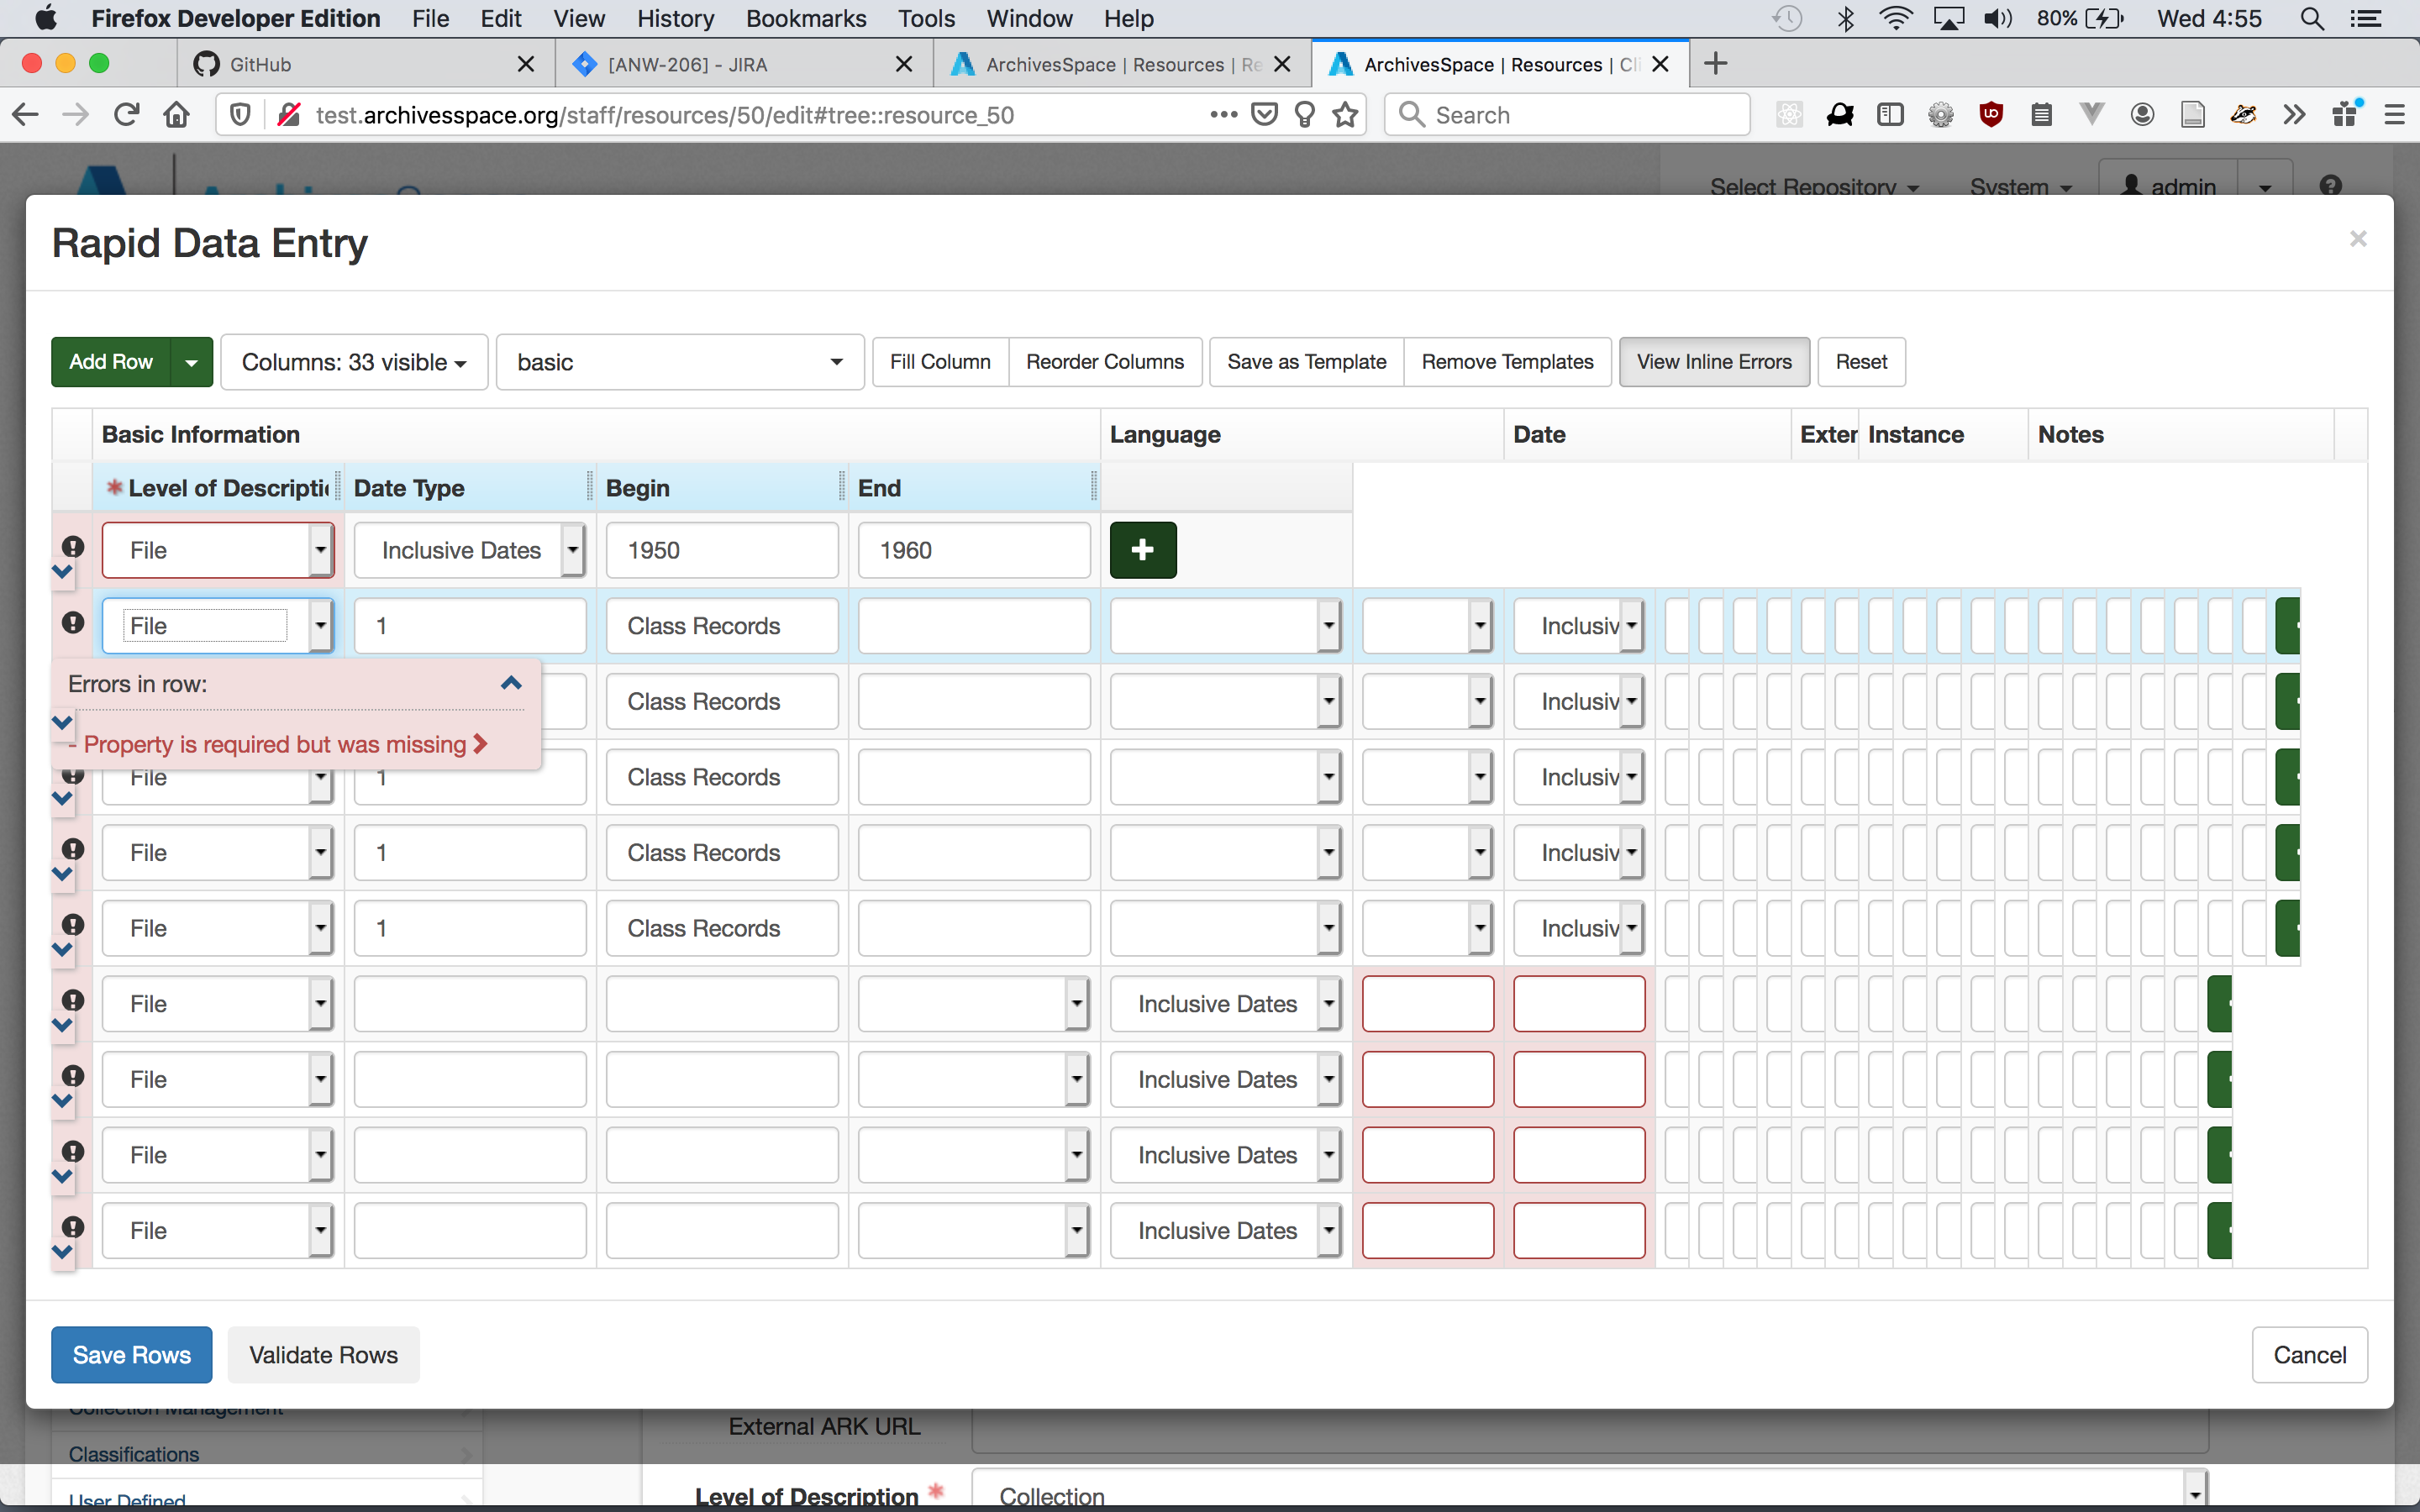 Firefox Developer Edition File Edit View History Bookmarks Tools Window Help 80% Wed 4:55
GitHub [ANW-206] - JIRA ArchivesSpace | Resources | Re ArchivesSpace | Resources | Cli
test.archivesspace.org/staff/resources/50/edit#tree::resource_50 Search
Select Repository System admin
Rapid Data Entry
Add Row Columns: 33 visible basic Fill Column Reorder Columns Save as Template Remove Templates View Inline Errors Reset
Basic Information Language Date Exter Instance Notes
* Level of Descripti Date Type Begin End
File Inclusive Dates 1950 1960
File 1 Class Records Inclusiv
Errors in row:
Class Records Inclusiv
- Property is required but was missing
File 1 Class Records Inclusiv
File 1 Class Records Inclusiv
File 1 Class Records Inclusiv
File Inclusive Dates
File Inclusive Dates
File Inclusive Dates
File Inclusive Dates
Save Rows Validate Rows Cancel
Collection Management
External ARK URL
Classifications
Level of Description * Collection
User Defined